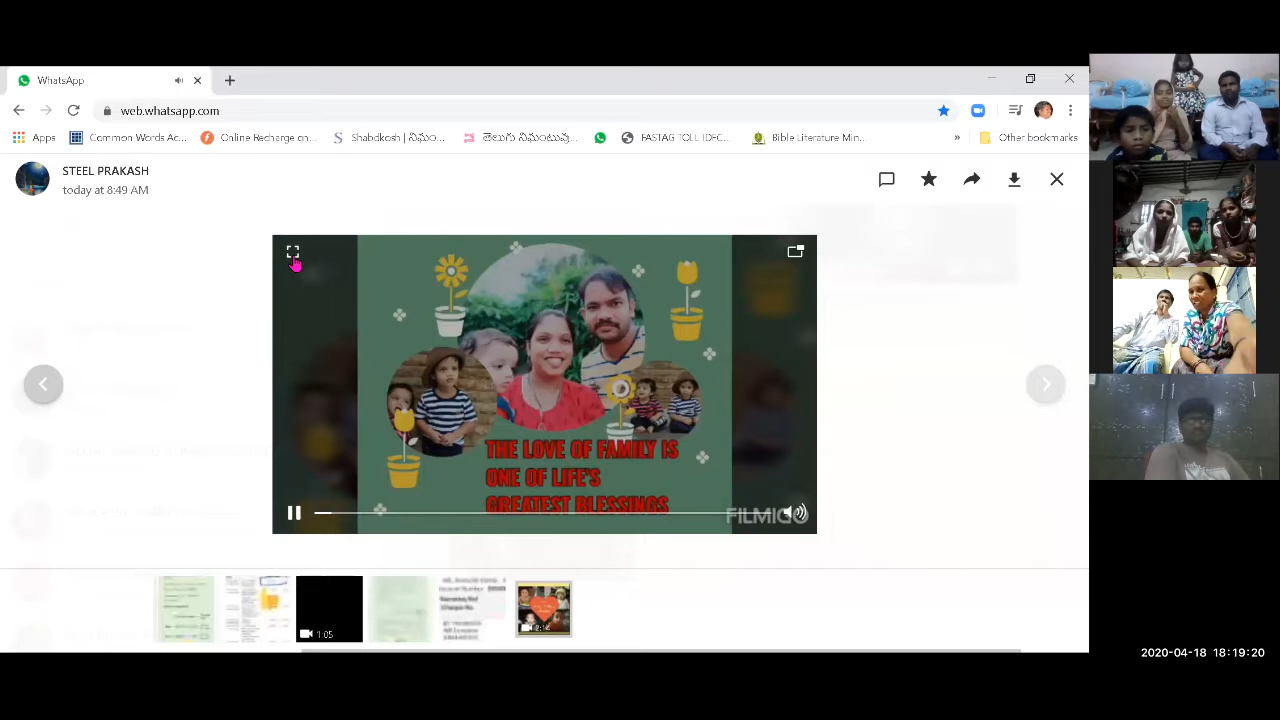 WhatsApp
web.whatsapp.com
Apps
Common Words Ac...
Online Recharge on...
Shabdkosh | నిఘం...
తెలుగు నిఘంటువు...
FASTAG TOLL IDFC...
Bible Literature Min...
»
Other bookmarks
STEEL PRAKASH
today at 8:49 AM
THE LOVE OF FAMILY IS
ONE OF LIFE'S
GREATEST BLESSINGS
FILMIGO
1:05
2020-04-18 18:19:20